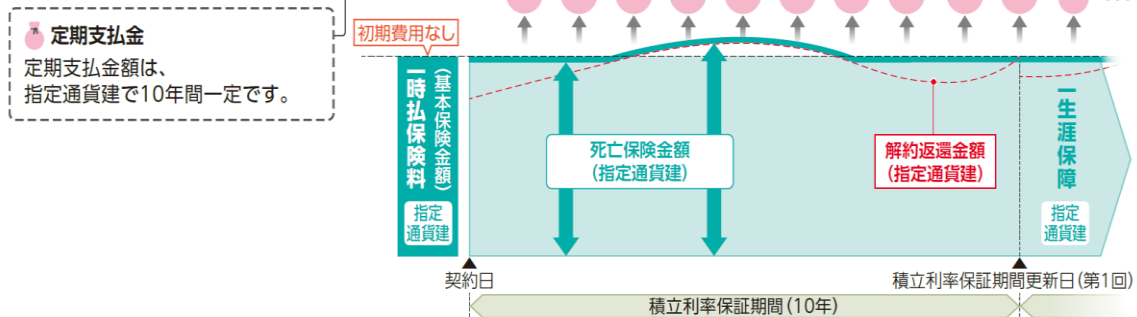 定期支払金
定期支払金額は、
指定通貨建で10年間一定です。
初期費用なし
一時払保険料
(基本保険金額)
指定
通貨建
死亡保険金額
(指定通貨建)
解約返還金額
(指定通貨建)
一生涯保障
指定
通貨建
契約日
積立利率保証期間更新日(第1回)
積立利率保証期間(10年)